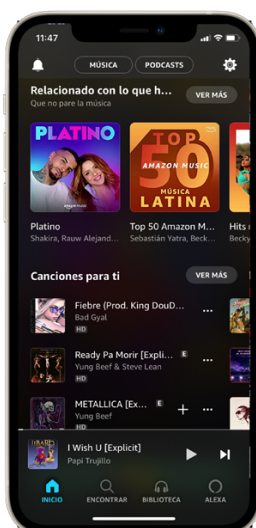 11:47
MÚSICA
PODCASTS
Relacionado con lo que h...
Que no pare la música
VER MÁS
PLATINO
amazon music
TOP
50
AMAZON MUSIC
MÚSICA
LATINA
Platino
Shakira, Rauw Alejand...
Top 50 Amazon M...
Sebastián Yatra, Beck...
Hits
Becky
Canciones para ti
VER MÁS
Fiebre (Prod. King DouD...
Bad Gyal
HD
Ready Pa Morir [Expli... E
Yung Beef & Steve Lean
HD
METALLICA [Ex... E
Yung Beef
HD
I Wish U [Explicit]
Papi Trujillo
INICIO
ENCONTRAR
BIBLIOTECA
ALEXA